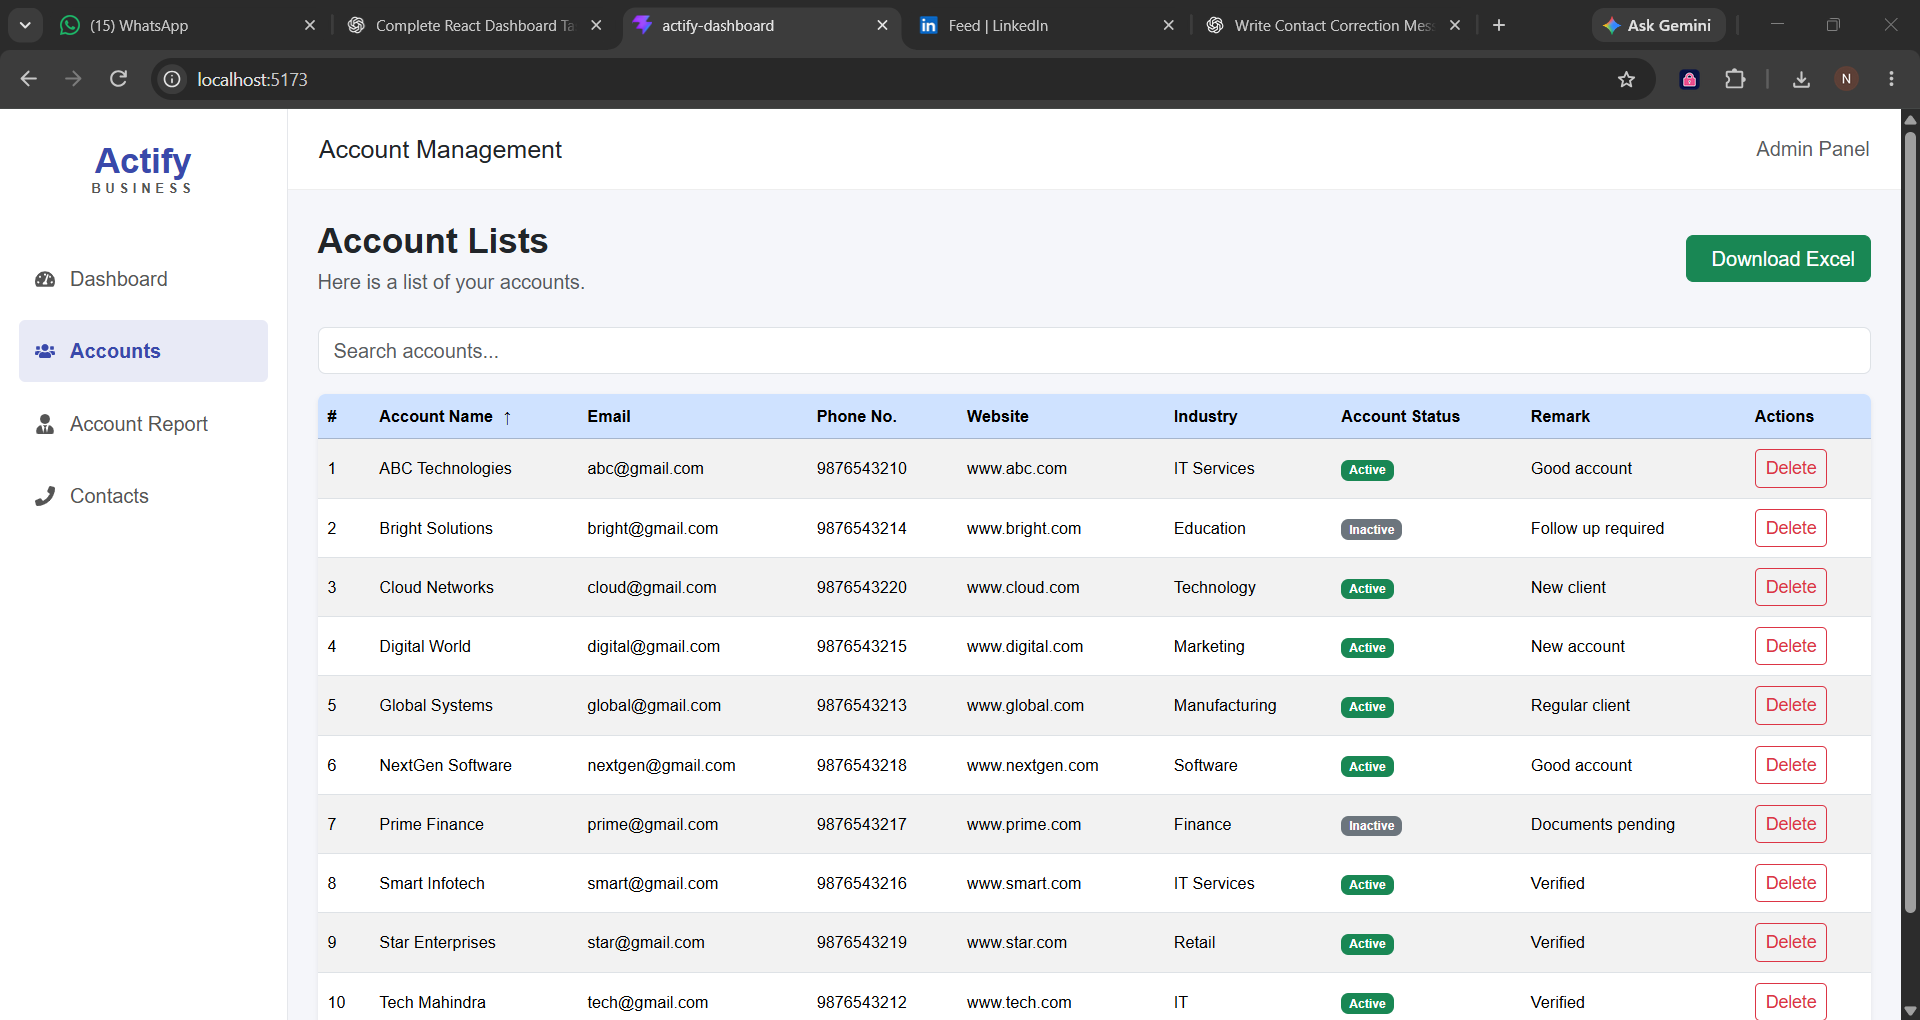 (15) WhatsApp
Complete React Dashboard Ta
actify-dashboard
Feed | LinkedIn
Write Contact Correction Mess
Ask Gemini
localhost:5173
N
Actify
BUSINESS
Dashboard
Accounts
Account Report
Contacts
Account Management
Admin Panel
Account Lists
Here is a list of your accounts.
Download Excel
Search accounts...
# Account Name ↑ Email Phone No. Website Industry Account Status Remark Actions
1 ABC Technologies abc@gmail.com 9876543210 www.abc.com IT Services Active Good account Delete
2 Bright Solutions bright@gmail.com 9876543214 www.bright.com Education Inactive Follow up required Delete
3 Cloud Networks cloud@gmail.com 9876543220 www.cloud.com Technology Active New client Delete
4 Digital World digital@gmail.com 9876543215 www.digital.com Marketing Active New account Delete
5 Global Systems global@gmail.com 9876543213 www.global.com Manufacturing Active Regular client Delete
6 NextGen Software nextgen@gmail.com 9876543218 www.nextgen.com Software Active Good account Delete
7 Prime Finance prime@gmail.com 9876543217 www.prime.com Finance Inactive Documents pending Delete
8 Smart Infotech smart@gmail.com 9876543216 www.smart.com IT Services Active Verified Delete
9 Star Enterprises star@gmail.com 9876543219 www.star.com Retail Active Verified Delete
10 Tech Mahindra tech@gmail.com 9876543212 www.tech.com IT Active Verified Delete